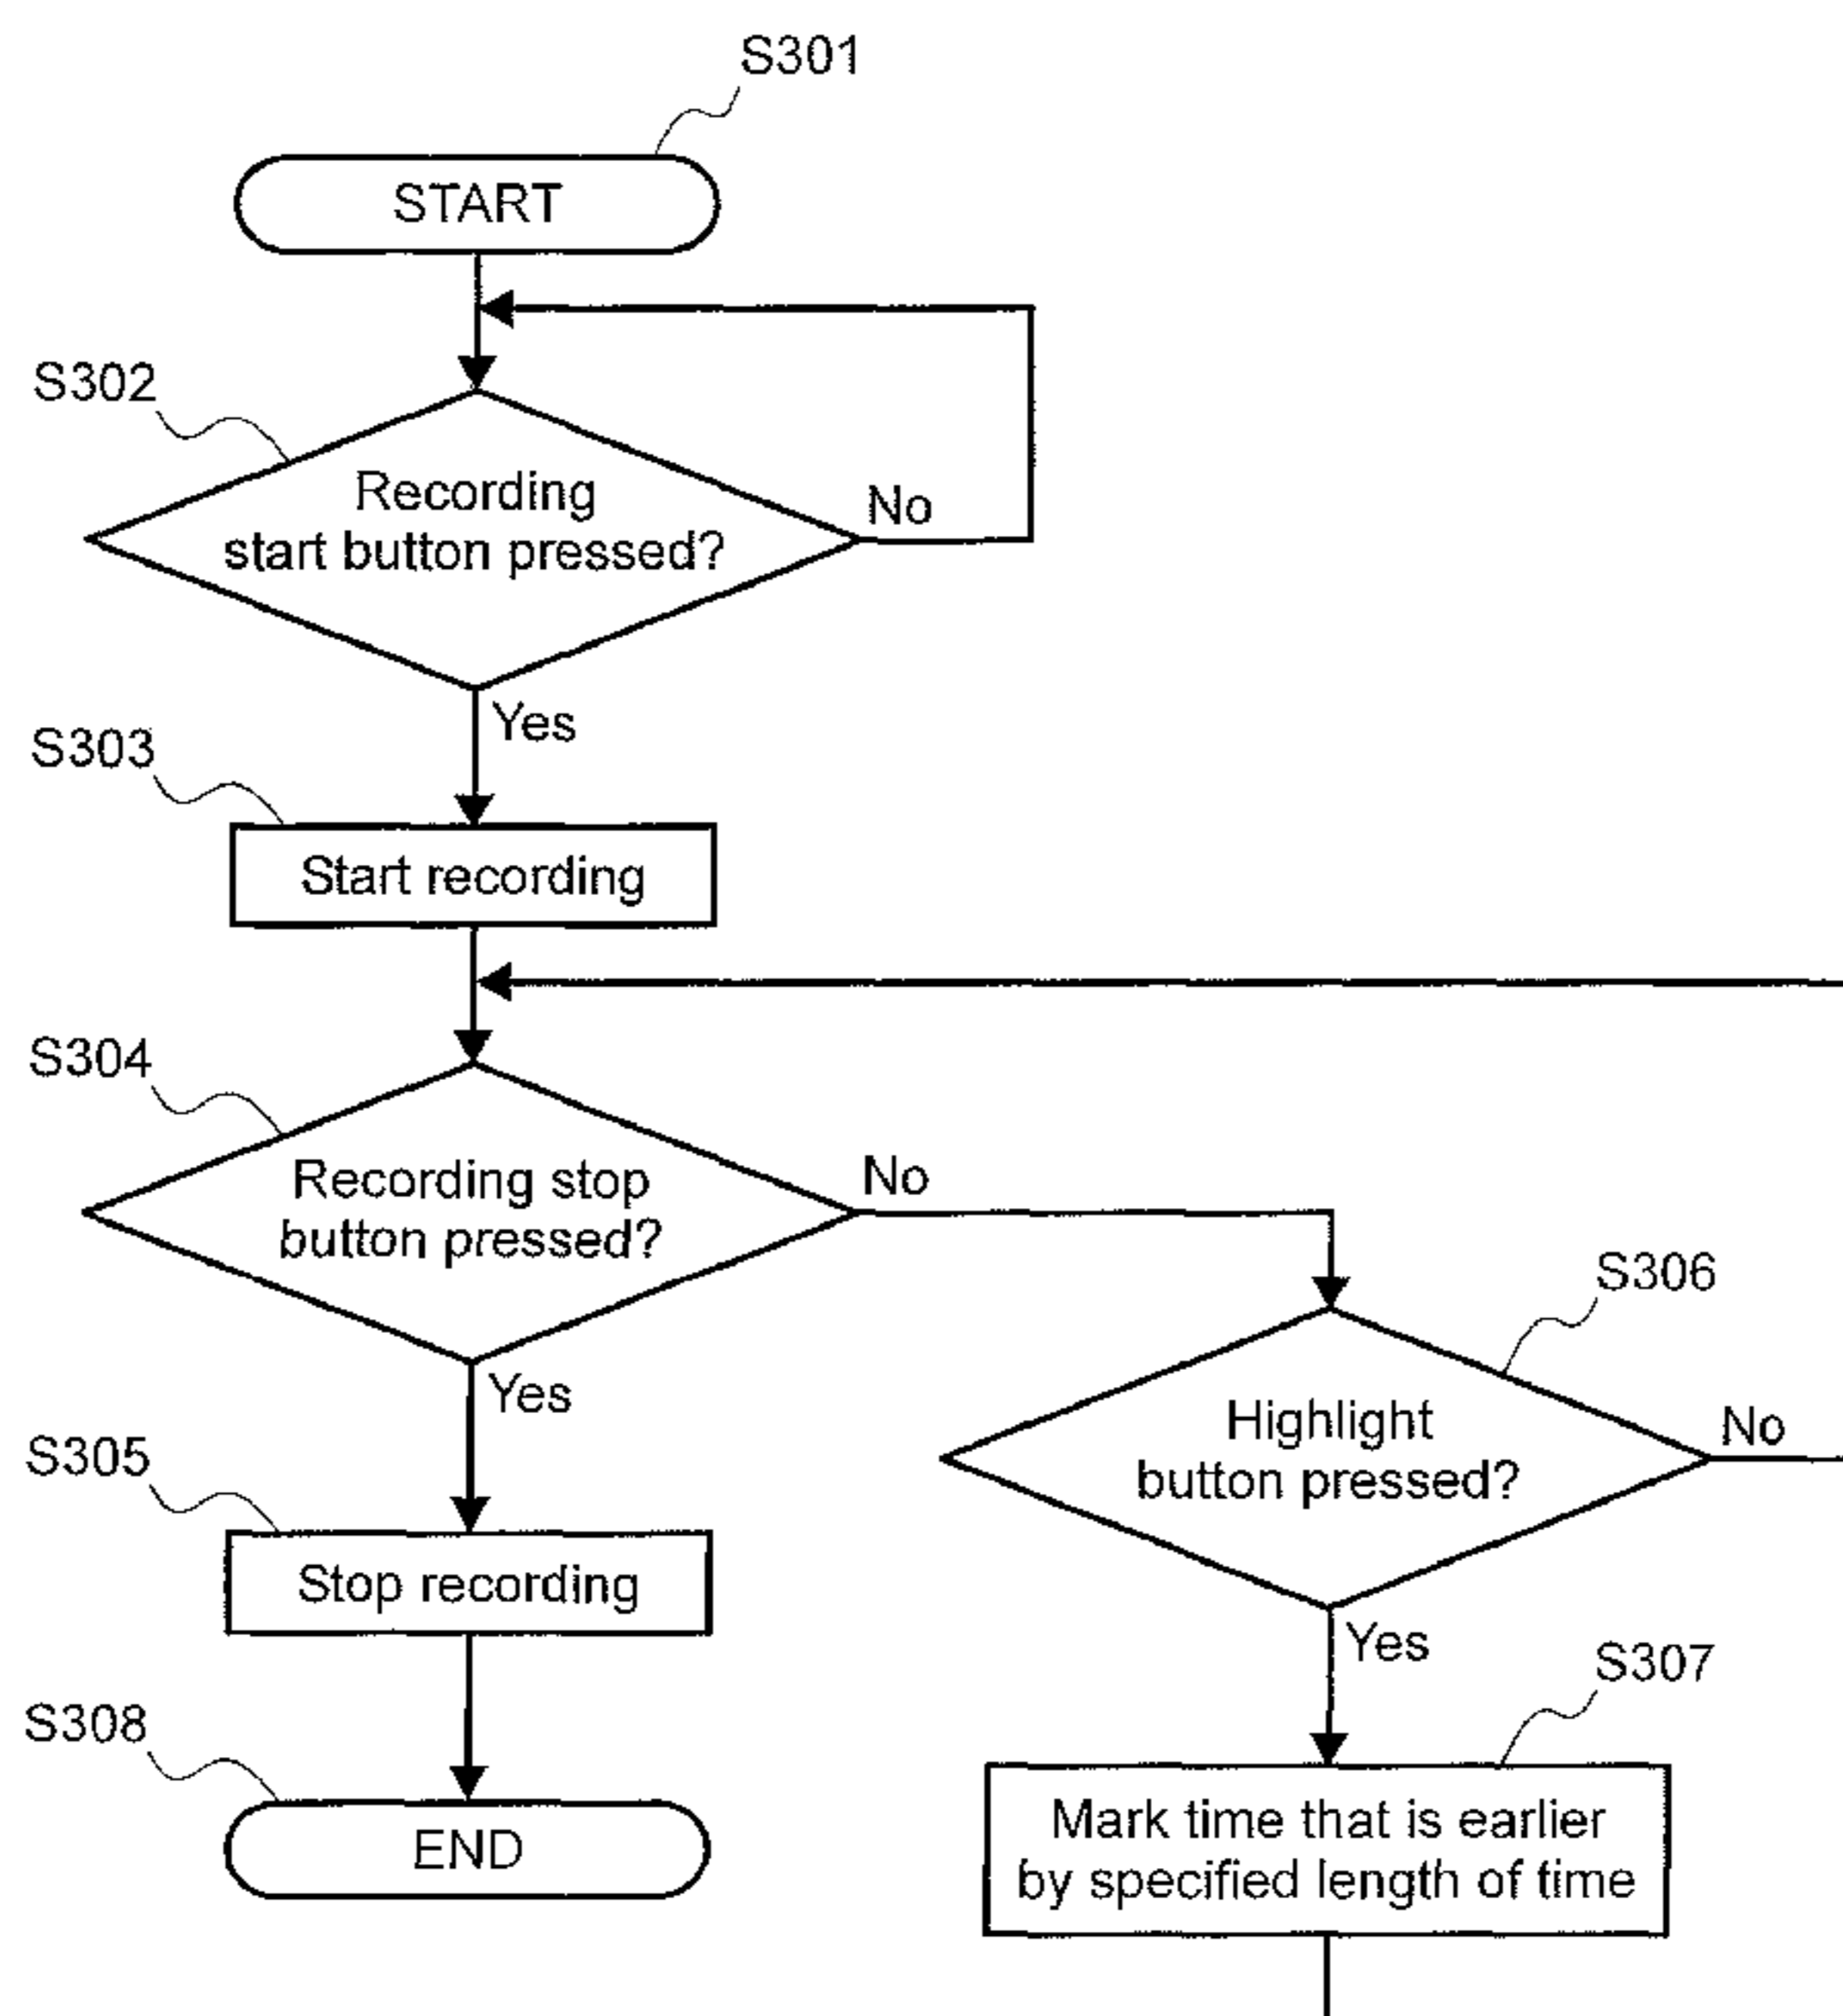 S301
START
S302
Recording
start button pressed?
No
Yes
S303
Start recording
S304
Recording stop
button pressed?
No
Yes
S306
Highlight
button pressed?
No
Yes
S305
Stop recording
S307
Mark time that is earlier
by specified length of time
S308
END